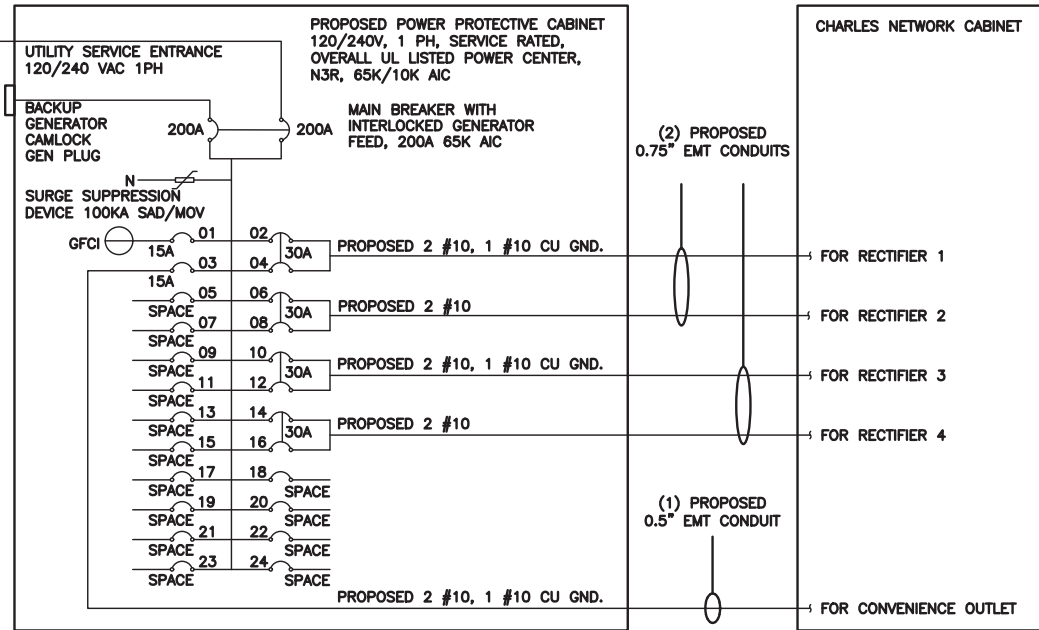 PROPOSED POWER PROTECTIVE CABINET
120/240V, 1 PH, SERVICE RATED,
OVERALL UL LISTED POWER CENTER,
N3R, 65K/10K AIC
CHARLES NETWORK CABINET
UTILITY SERVICE ENTRANCE
120/240 VAC 1PH
BACKUP
GENERATOR
CAMLOCK
GEN PLUG
200A
200A
MAIN BREAKER WITH
INTERLOCKED GENERATOR
FEED, 200A 65K AIC
(2) PROPOSED
0.75" EMT CONDUITS
N
SURGE SUPPRESSION
DEVICE 100KA SAD/MOV
GFCI
01
02
15A
30A
PROPOSED 2 #10, 1 #10 CU GND.
FOR RECTIFIER 1
03
04
15A
05
06
SPACE
30A
PROPOSED 2 #10
FOR RECTIFIER 2
07
08
SPACE
09
10
SPACE
30A
PROPOSED 2 #10, 1 #10 CU GND.
FOR RECTIFIER 3
11
12
SPACE
13
14
SPACE
30A
PROPOSED 2 #10
FOR RECTIFIER 4
15
16
SPACE
17
18
SPACE
SPACE
19
20
SPACE
SPACE
21
22
SPACE
SPACE
23
24
SPACE
SPACE
(1) PROPOSED
0.5" EMT CONDUIT
PROPOSED 2 #10, 1 #10 CU GND.
FOR CONVENIENCE OUTLET